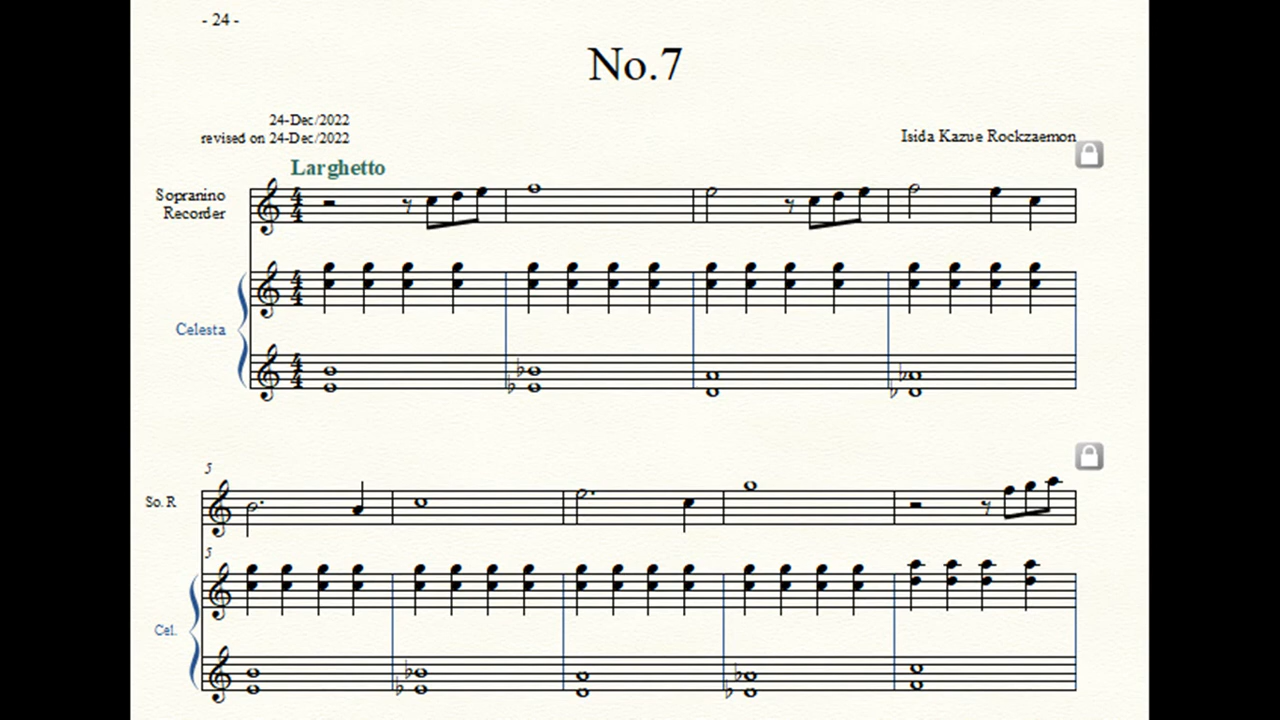 - 24 -
No.7
24-Dec/2022
revised on 24-Dec/2022
Isida Kazue Rockzaemon
Larghetto
Sopranino
Recorder
Celesta
5
So. R
5
Cel.